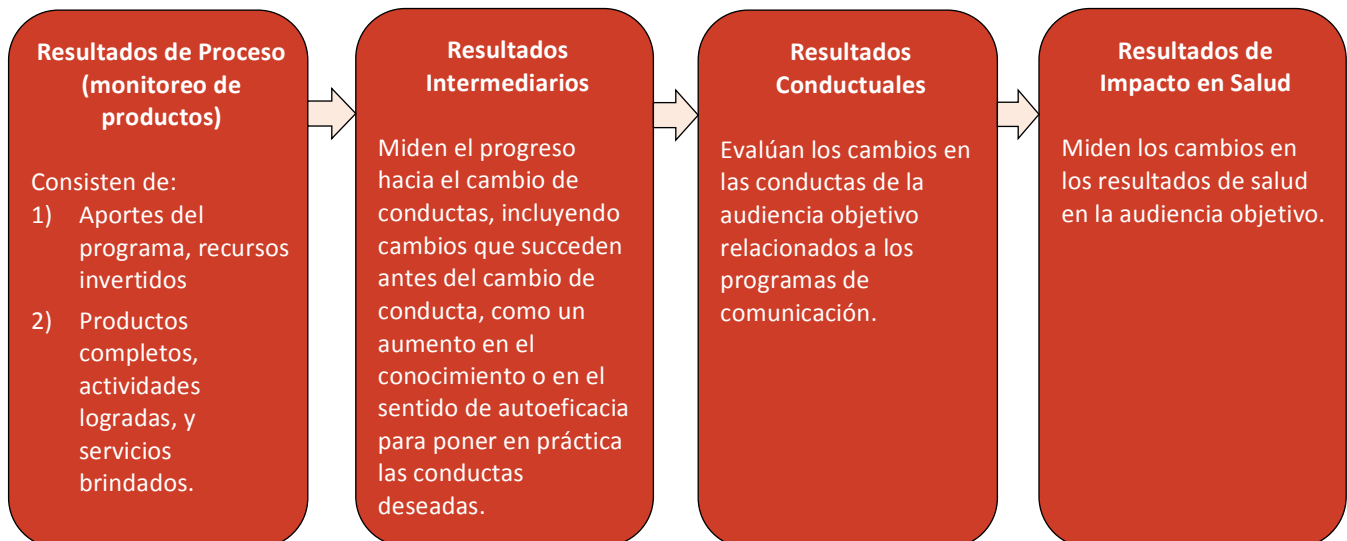 Resultados de Proceso
(monitoreo de
productos)
Consisten de:
1) Aportes del
programa, recursos
invertidos
2) Productos
completos,
actividades
logradas, y
servicios
brindados.
Resultados
Intermediarios
Miden el progreso
hacia el cambio de
conductas, incluyendo
cambios que succeden
antes del cambio de
conducta, como un
aumento en el
conocimiento o en el
sentido de autoeficacia
para poner en práctica
las conductas
deseadas.
Resultados
Conductuales
Evalúan los cambios en
las conductas de la
audiencia objetivo
relacionados a los
programas de
comunicación.
Resultados de
Impacto en Salud
Miden los cambios en
los resultados de salud
en la audiencia objetivo.